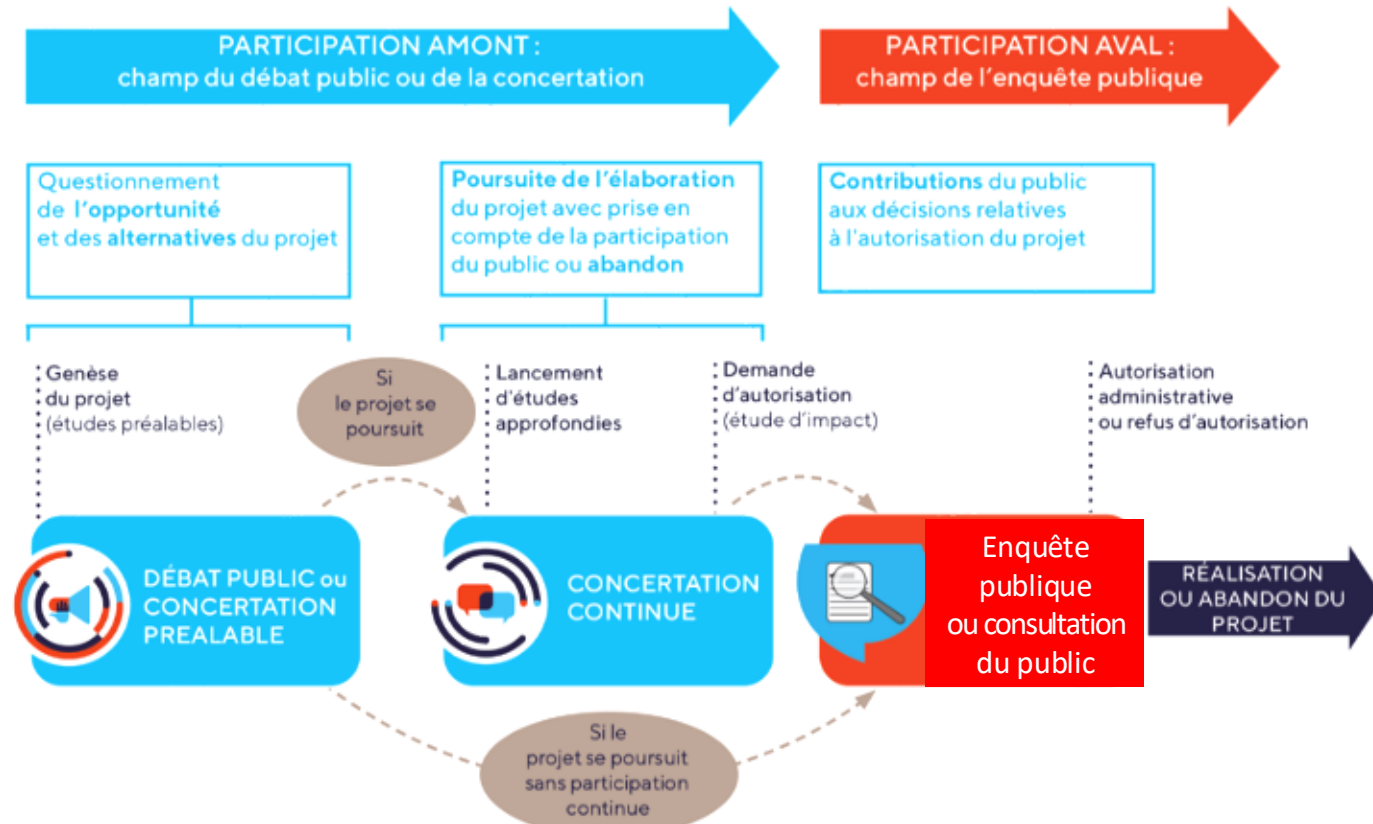 PARTICIPATION AMONT :
champ du débat public ou de la concertation
PARTICIPATION AVAL :
champ de l'enquête publique
Questionnement
de l'opportunité
et des alternatives du projet
Poursuite de l'élaboration
du projet avec prise en
compte de la participation
du public ou abandon
Contributions du public
aux décisions relatives
à l'autorisation du projet
Genèse
du projet
(études préalables)
Si
le projet se
poursuit
Lancement
d'études
approfondies
Demande
d'autorisation
(étude d'impact)
Autorisation
administrative
ou refus d'autorisation
DÉBAT PUBLIC ou
CONCERTATION
PREALABLE
CONCERTATION
CONTINUE
Enquête
publique
ou consultation
du public
RÉALISATION
OU ABANDON DU
PROJET
Si le
projet se poursuit
sans participation
continue